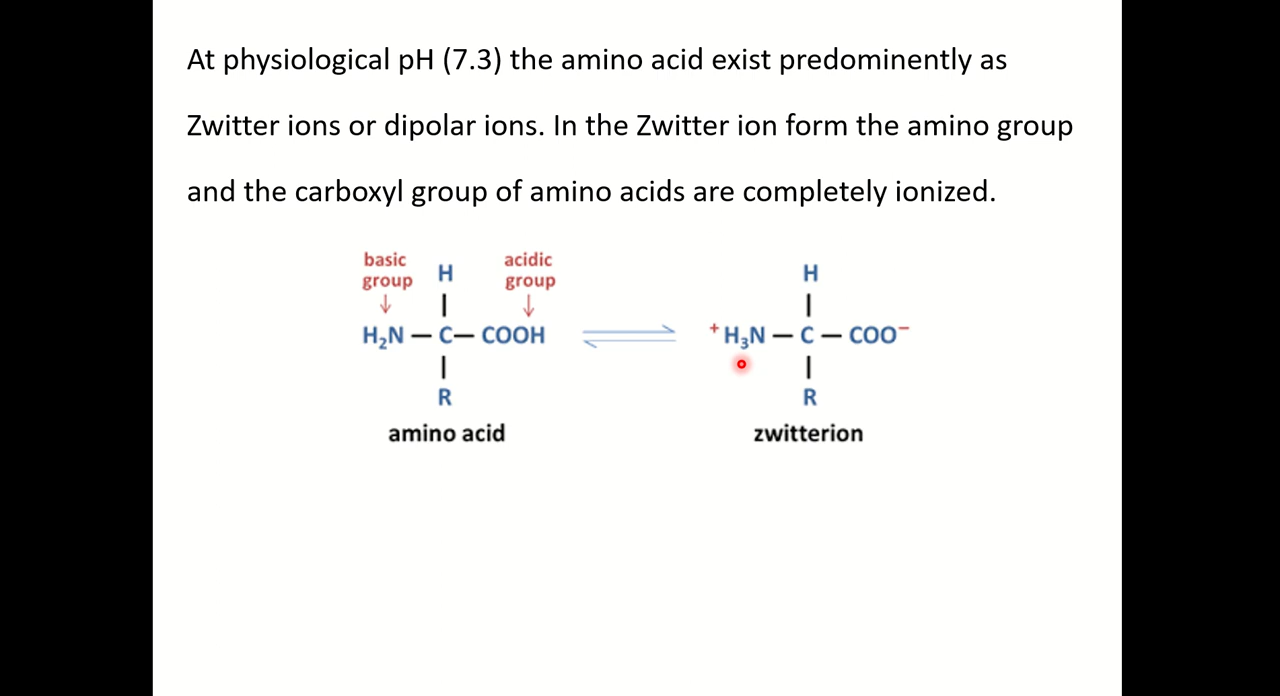 At physiological pH (7.3) the amino acid exist predominently as
Zwitter ions or dipolar ions. In the Zwitter ion form the amino group
and the carboxyl group of amino acids are completely ionized.
basic
group
acidic
group
H
H₂N — C — COOH
R
amino acid
H
⁺H₃N — C — COO⁻
R
zwitterion